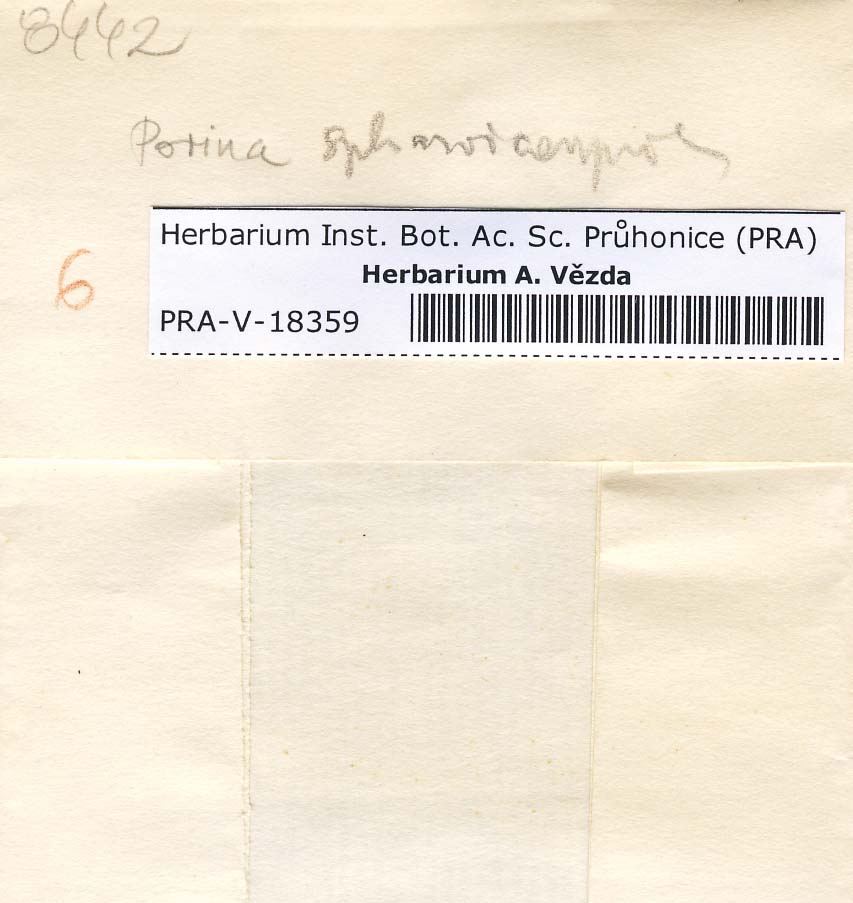 8442
Porina
6
Herbarium Inst. Bot. Ac. Sc. Průhonice (PRA)
Herbarium A. Vězda
PRA-V-18359